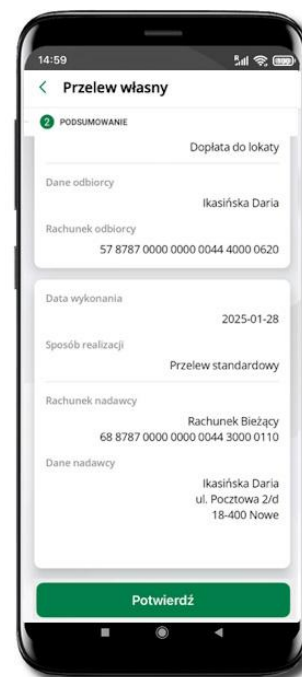 14:59
Przelew własny
2 PODSUMOWANIE
Dopłata do lokaty
Dane odbiorcy
Ikasińska Daria
Rachunek odbiorcy
57 8787 0000 0000 0044 4000 0620
Data wykonania
2025-01-28
Sposób realizacji
Przelew standardowy
Rachunek nadawcy
Rachunek Bieżący
68 8787 0000 0000 0044 3000 0110
Dane nadawcy
Ikasińska Daria
ul. Pocztowa 2/d
18-400 Nowe
Potwierdź